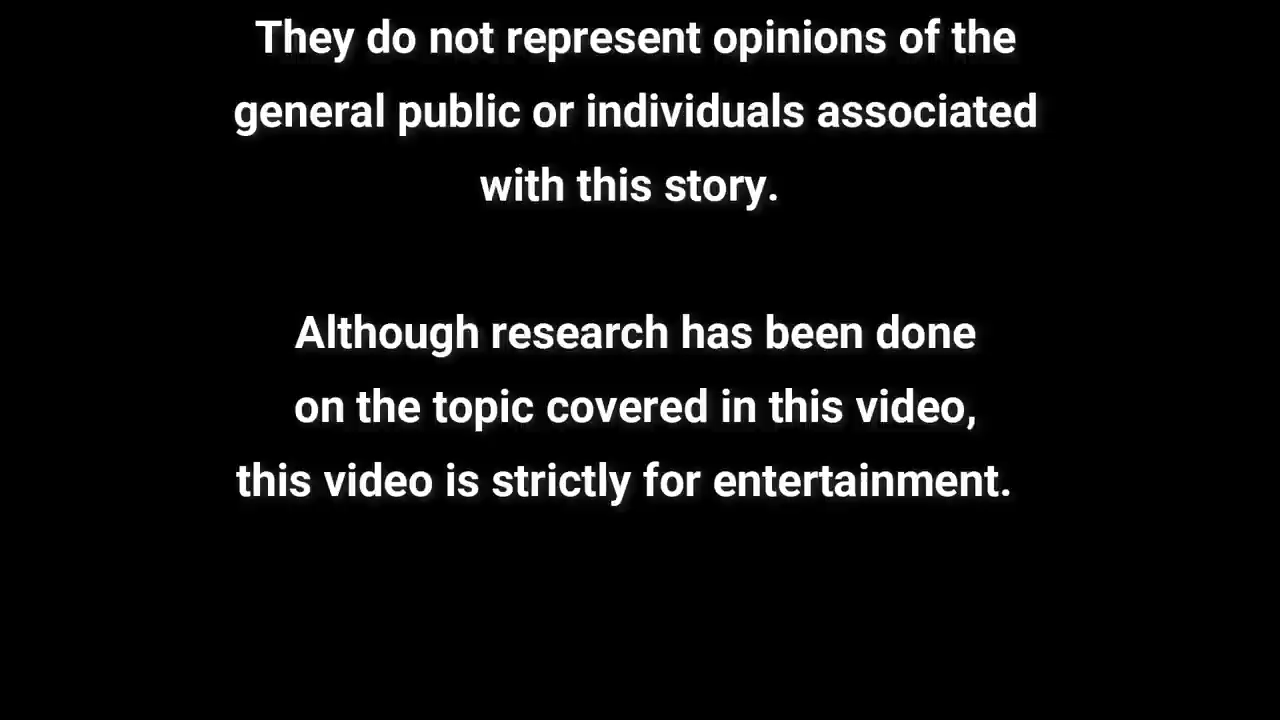 They do not represent opinions of the
general public or individuals associated
with this story.
Although research has been done
on the topic covered in this video,
this video is strictly for entertainment.